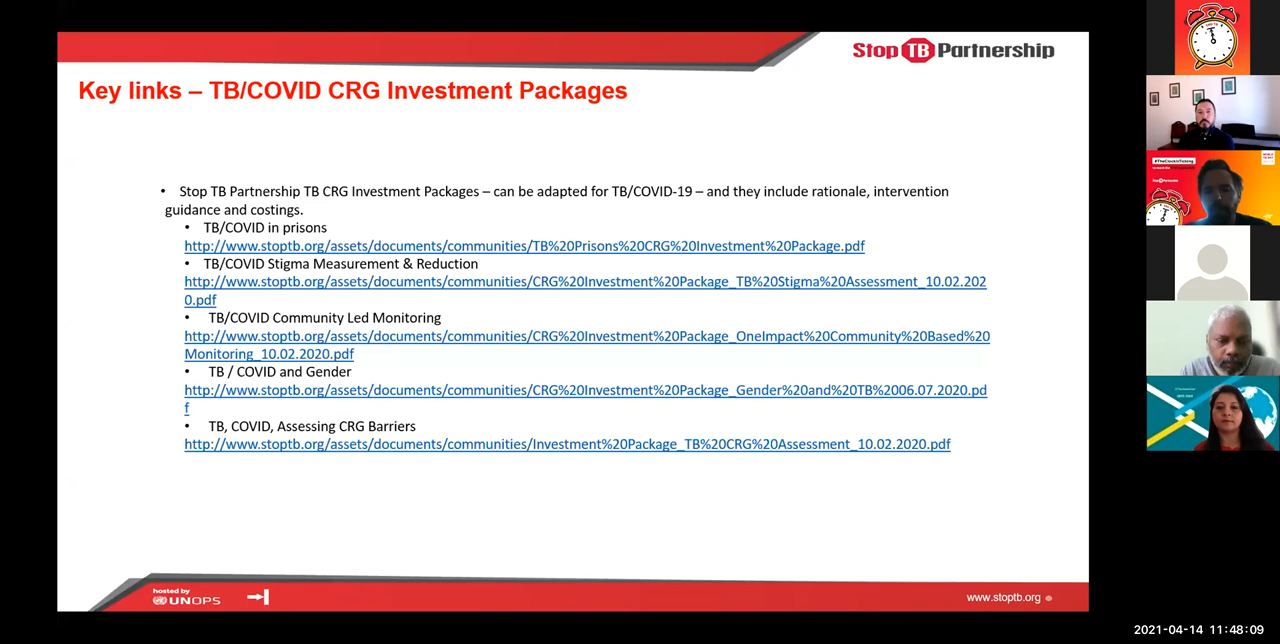 Stop TB Partnership
Key links – TB/COVID CRG Investment Packages
• Stop TB Partnership TB CRG Investment Packages – can be adapted for TB/COVID-19 – and they include rationale, intervention
guidance and costings.
• TB/COVID in prisons
http://www.stoptb.org/assets/documents/communities/TB%20Prisons%20CRG%20Investment%20Package.pdf
• TB/COVID Stigma Measurement & Reduction
http://www.stoptb.org/assets/documents/communities/CRG%20Investment%20Package_TB%20Stigma%20Assessment_10.02.202
0.pdf
• TB/COVID Community Led Monitoring
http://www.stoptb.org/assets/documents/communities/CRG%20Investment%20Package_OneImpact%20Community%20Based%20
Monitoring_10.02.2020.pdf
• TB / COVID and Gender
http://www.stoptb.org/assets/documents/communities/CRG%20Investment%20Package_Gender%20and%20TB%2006.07.2020.pd
f
• TB, COVID, Assessing CRG Barriers
http://www.stoptb.org/assets/documents/communities/Investment%20Package_TB%20CRG%20Assessment_10.02.2020.pdf
hosted by
UNOPS
www.stoptb.org
#TheClockIsTicking
2021-04-14 11:48:09